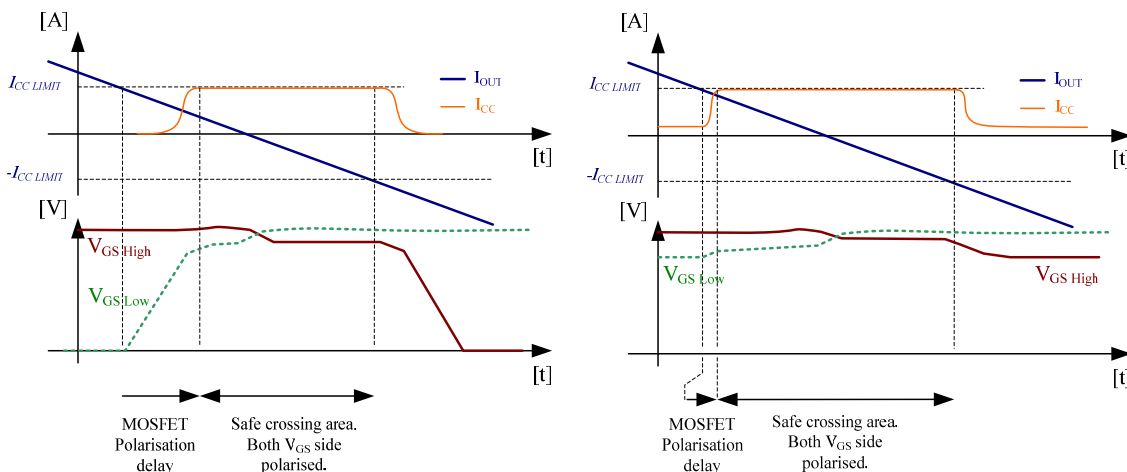 [A]
I_CC LIMIT
I_OUT
I_CC
[t]
-I_CC LIMIT
[V]
V_GS High
V_GS Low
[t]
MOSFET
Polarisation
delay
Safe crossing area.
Both V_GS side
polarised.
[A]
I_CC LIMIT
I_OUT
I_CC
[t]
-I_CC LIMIT
[V]
V_GS Low
V_GS High
[t]
MOSFET
Polarisation
delay
Safe crossing area.
Both V_GS side
polarised.